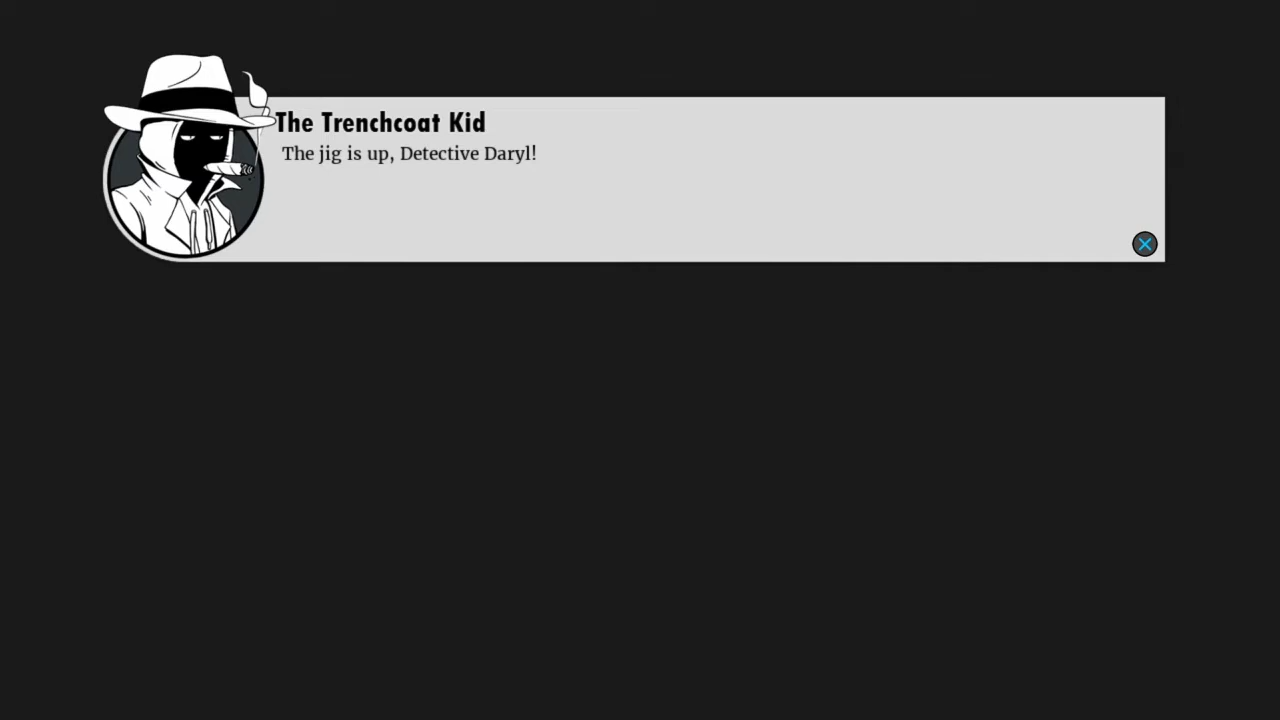 The Trenchcoat Kid
The jig is up, Detective Daryl!